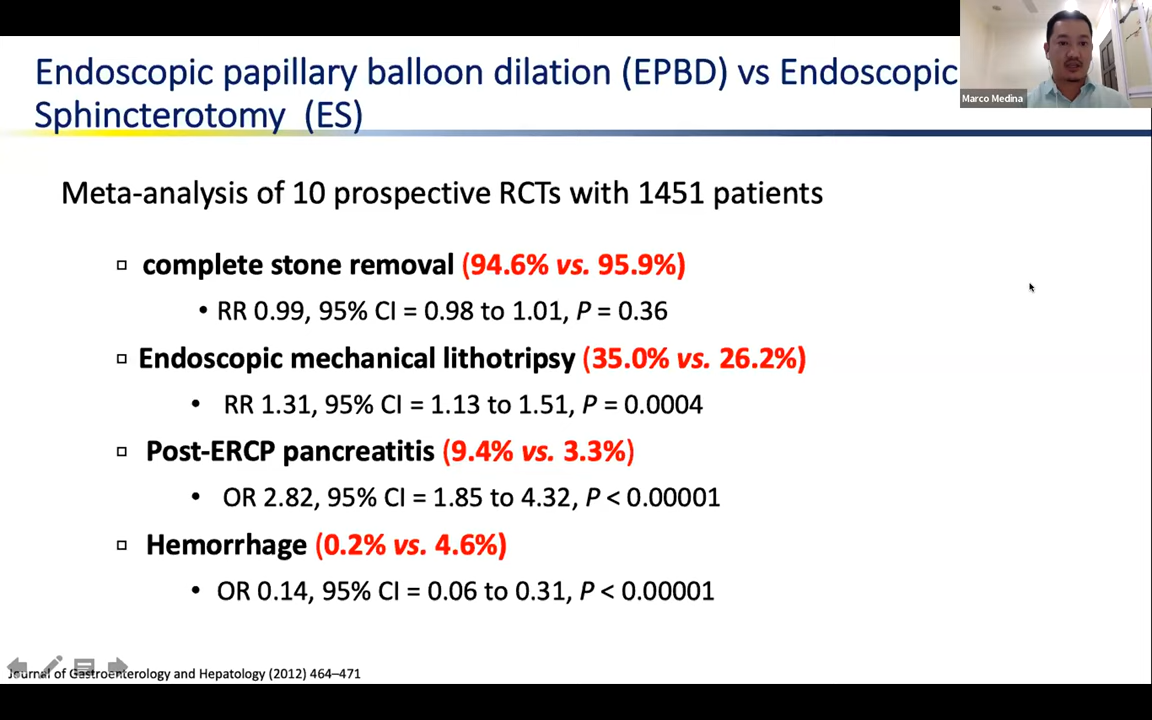 Endoscopic papillary balloon dilation (EPBD) vs Endoscopic
Sphincterotomy (ES)
Marco Medina
Meta-analysis of 10 prospective RCTs with 1451 patients
complete stone removal (94.6% vs. 95.9%)
• RR 0.99, 95% CI = 0.98 to 1.01, P = 0.36
Endoscopic mechanical lithotripsy (35.0% vs. 26.2%)
• RR 1.31, 95% CI = 1.13 to 1.51, P = 0.0004
Post-ERCP pancreatitis (9.4% vs. 3.3%)
• OR 2.82, 95% CI = 1.85 to 4.32, P < 0.00001
Hemorrhage (0.2% vs. 4.6%)
• OR 0.14, 95% CI = 0.06 to 0.31, P < 0.00001
Journal of Gastroenterology and Hepatology (2012) 464–471